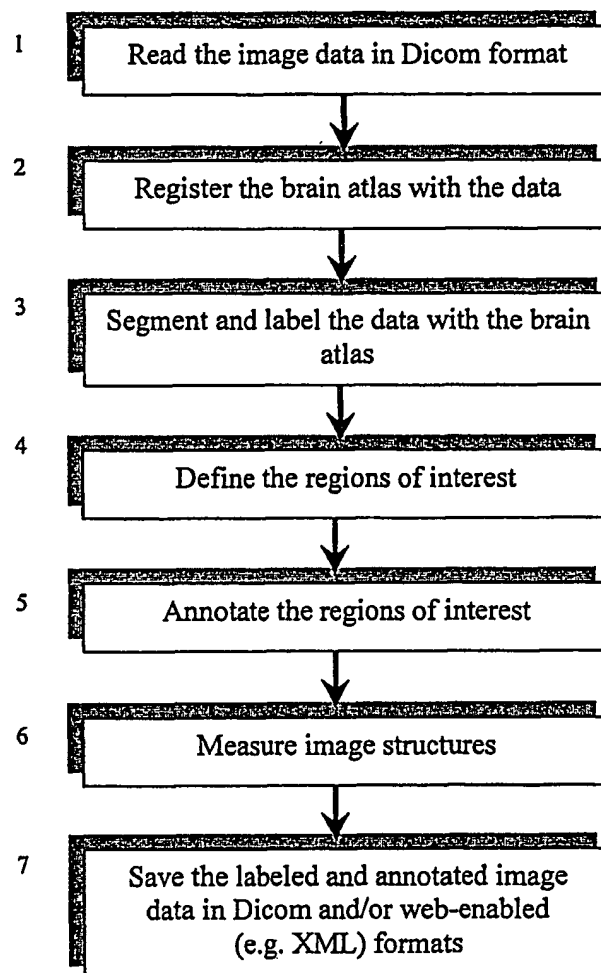 1
Read the image data in Dicom format
2
Register the brain atlas with the data
3
Segment and label the data with the brain
atlas
4
Define the regions of interest
5
Annotate the regions of interest
6
Measure image structures
7
Save the labeled and annotated image
data in Dicom and/or web-enabled
(e.g. XML) formats